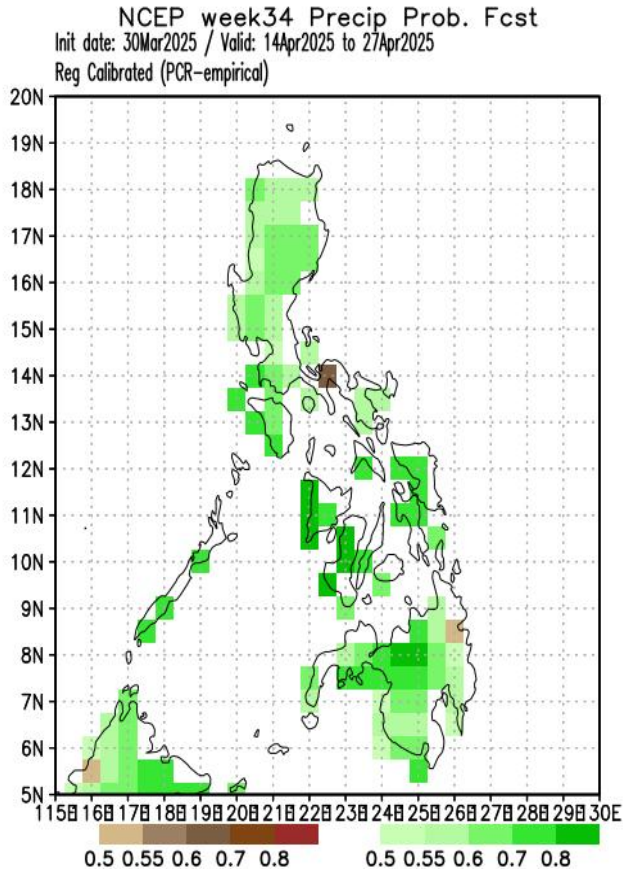 NCEP week34 Precip Prob. Fcst
Init date: 30Mar2025 / Valid: 14Apr2025 to 27Apr2025
Reg Calibrated (PCR-empirical)
20N
19N
18N
17N
16N
15N
14N
13N
12N
11N
10N
9N
8N
7N
6N
5N
115E 116E 117E 118E 119E 120E 121E 122E 123E 124E 125E 126E 127E 128E 129E 130E
0.5 0.55 0.6 0.7 0.8 0.5 0.55 0.6 0.7 0.8